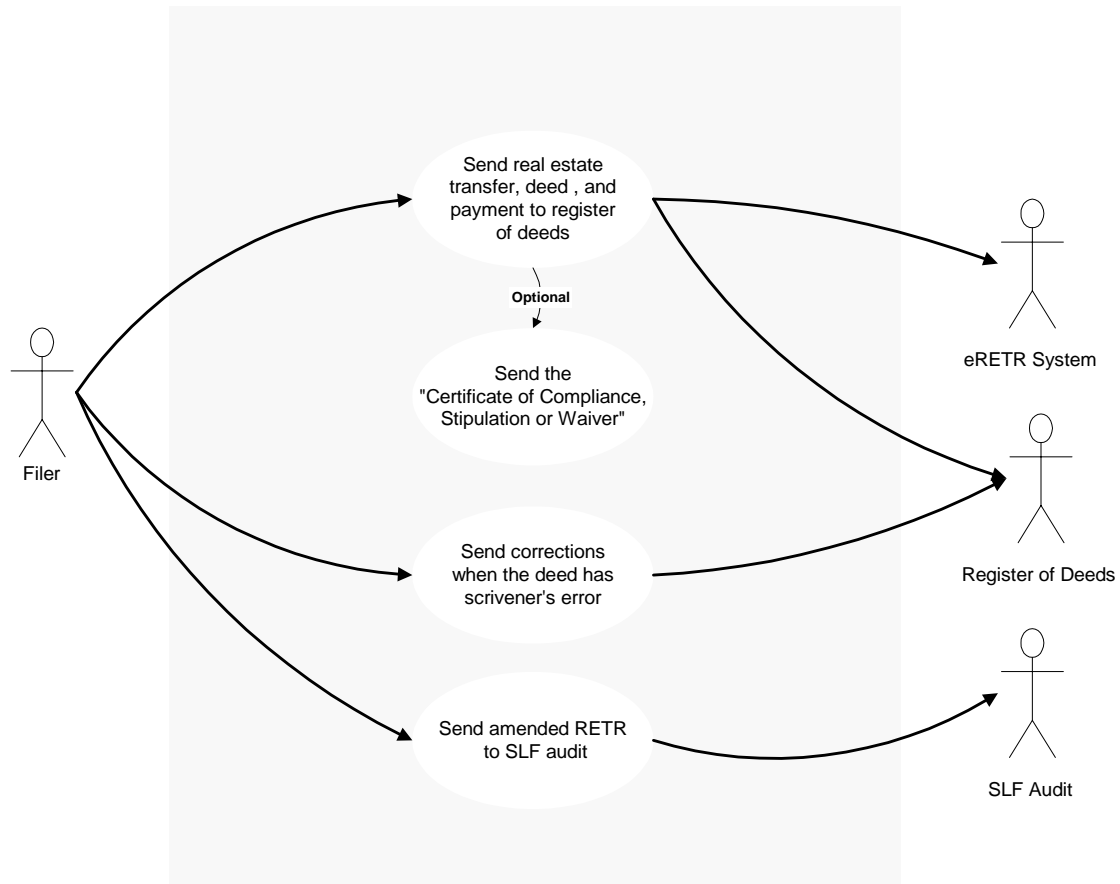 Send real estate
transfer, deed , and
payment to register
of deeds
Optional
Send the
"Certificate of Compliance,
Stipulation or Waiver"
eRETR System
Filer
Send corrections
when the deed has
scrivener's error
Register of Deeds
Send amended RETR
to SLF audit
SLF Audit